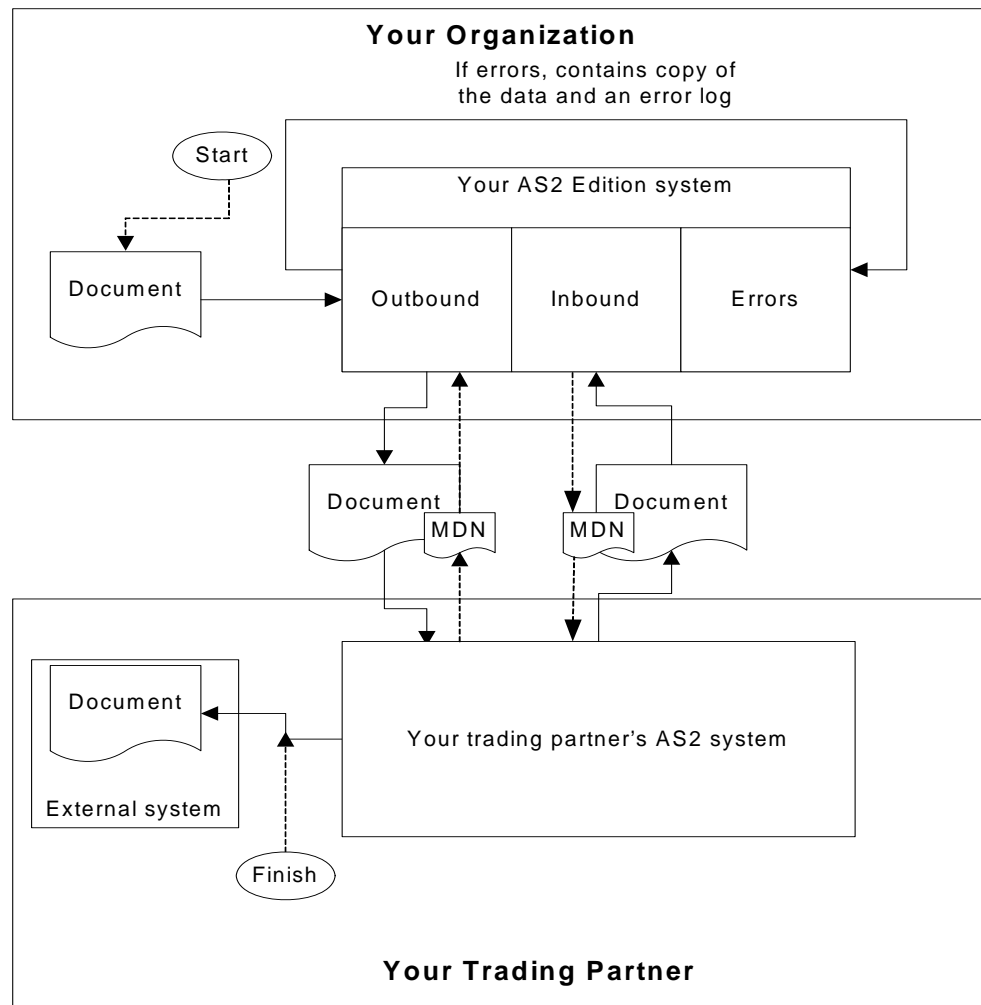 Your Organization
If errors, contains copy of
the data and an error log
Start
Your AS2 Edition system
Document
Outbound
Inbound
Errors
Document
MDN
MDN
Document
Document
External system
Your trading partner's AS2 system
Finish
Your Trading Partner